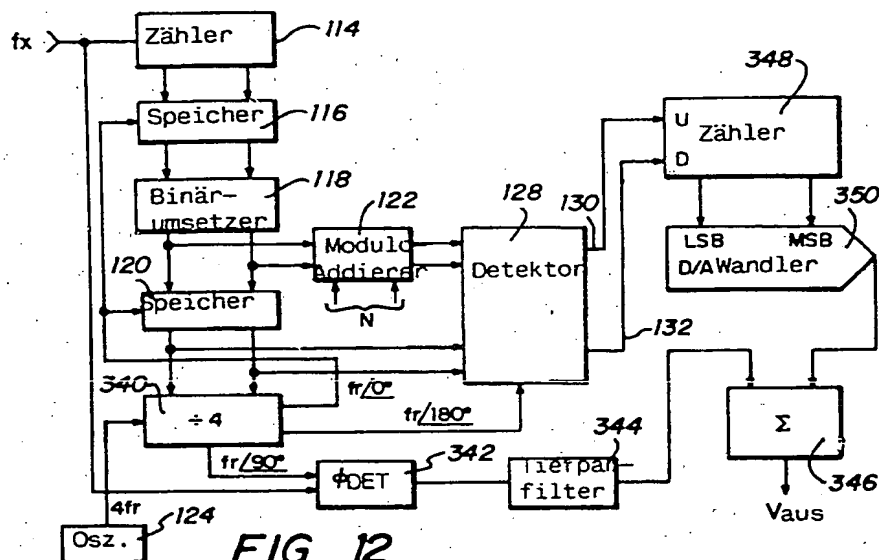 fx
Zähler
114
Speicher
116
Binär-
umsetzer
118
122
Modulo
Addierer
N
128
Detektor
130
132
348
U
D
Zähler
350
LSB MSB
D/A Wandler
120
Speicher
340
÷4
fr/0°
fr/180°
fr/90°
ϕDET
342
344
Tiefpaß-
filter
Σ
346
Vaus
4fr
Osz.
124
FIG 12